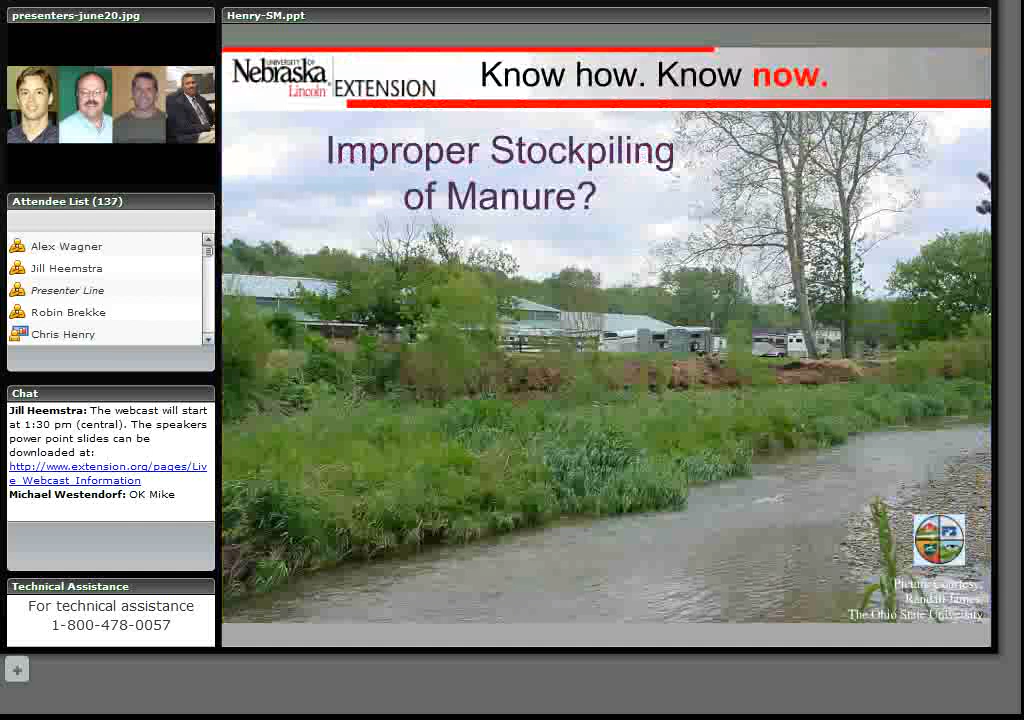 presenters-june20.jpg
Henry-SM.ppt
UNIVERSITY OF
Nebraska
Lincoln
EXTENSION
Know how. Know now.
Improper Stockpiling
of Manure?
Attendee List (137)
Alex Wagner
Jill Heemstra
Presenter Line
Robin Brekke
Chris Henry
Chat
Jill Heemstra: The webcast will start
at 1:30 pm (central). The speakers
power point slides can be
downloaded at:
http://www.extension.org/pages/Liv
e_Webcast_Information
Michael Westendorf: OK Mike
Technical Assistance
For technical assistance
1-800-478-0057
Picture Courtesy,
Randall James,
The Ohio State University